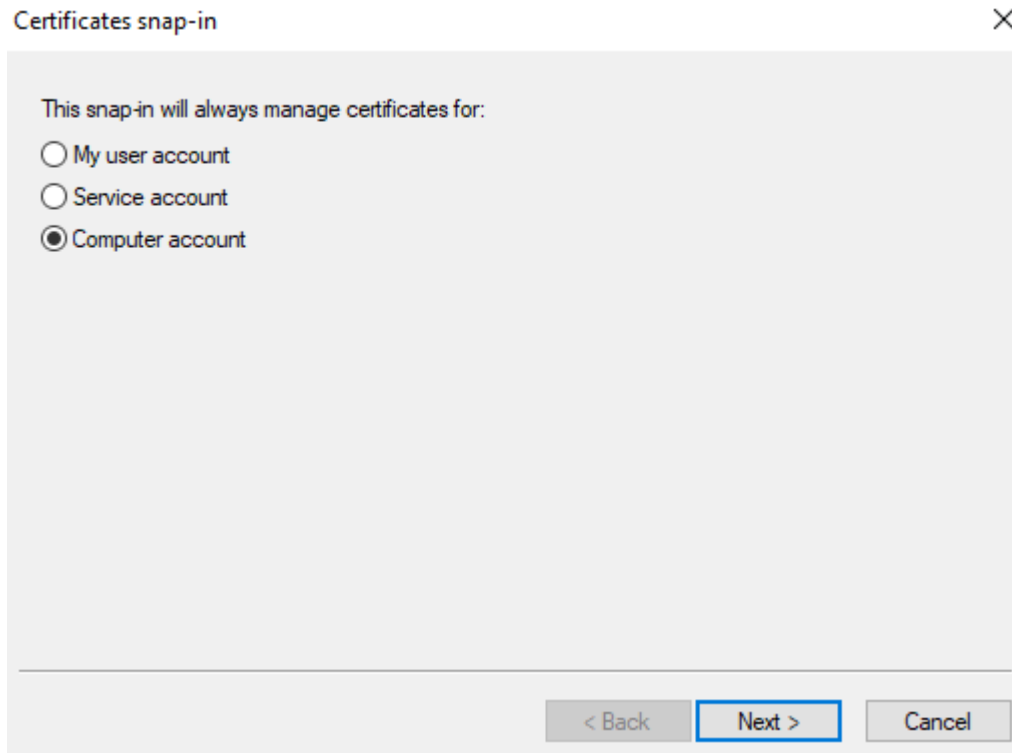 Certificates snap-in
This snap-in will always manage certificates for:
My user account
Service account
Computer account
< Back Next > Cancel